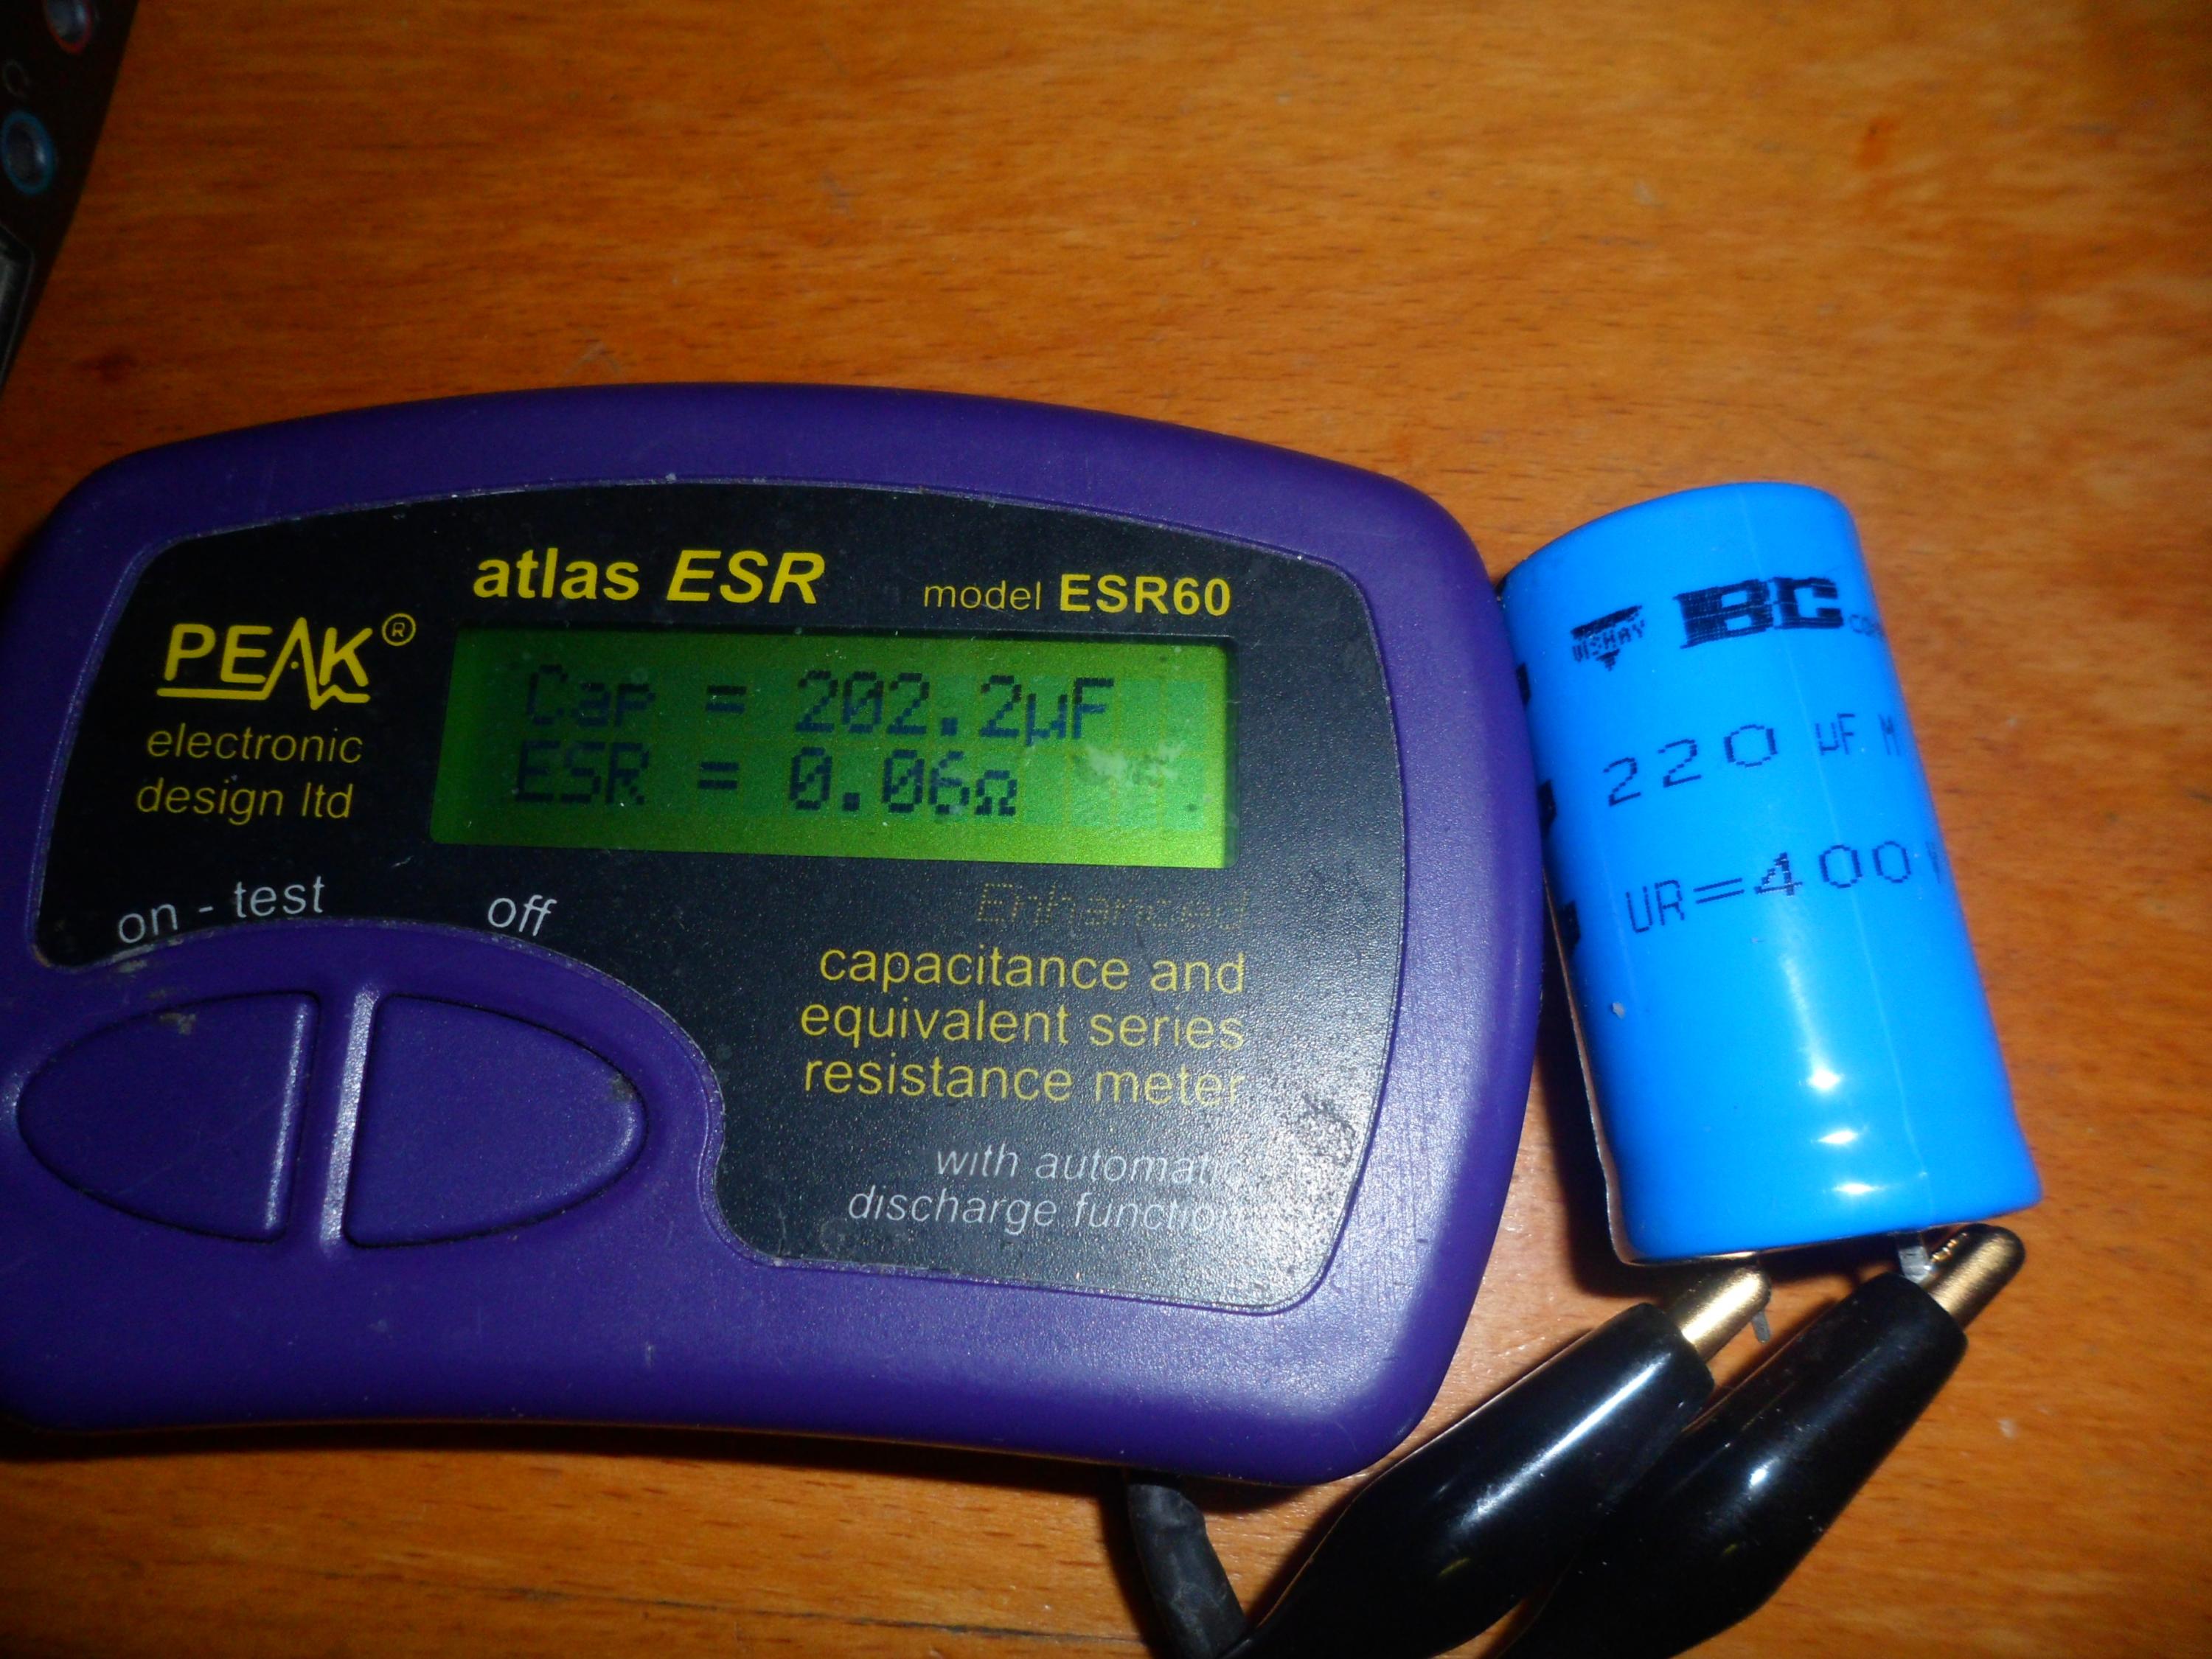 atlas ESR model ESR60
PEAK®
electronic
design ltd
Cap = 202.2µF
ESR = 0.06Ω
on - test
off
Enhanced
capacitance and
equivalent series
resistance meter
with automatic
discharge function
VISHAY BC
220 µF M
UR=400V